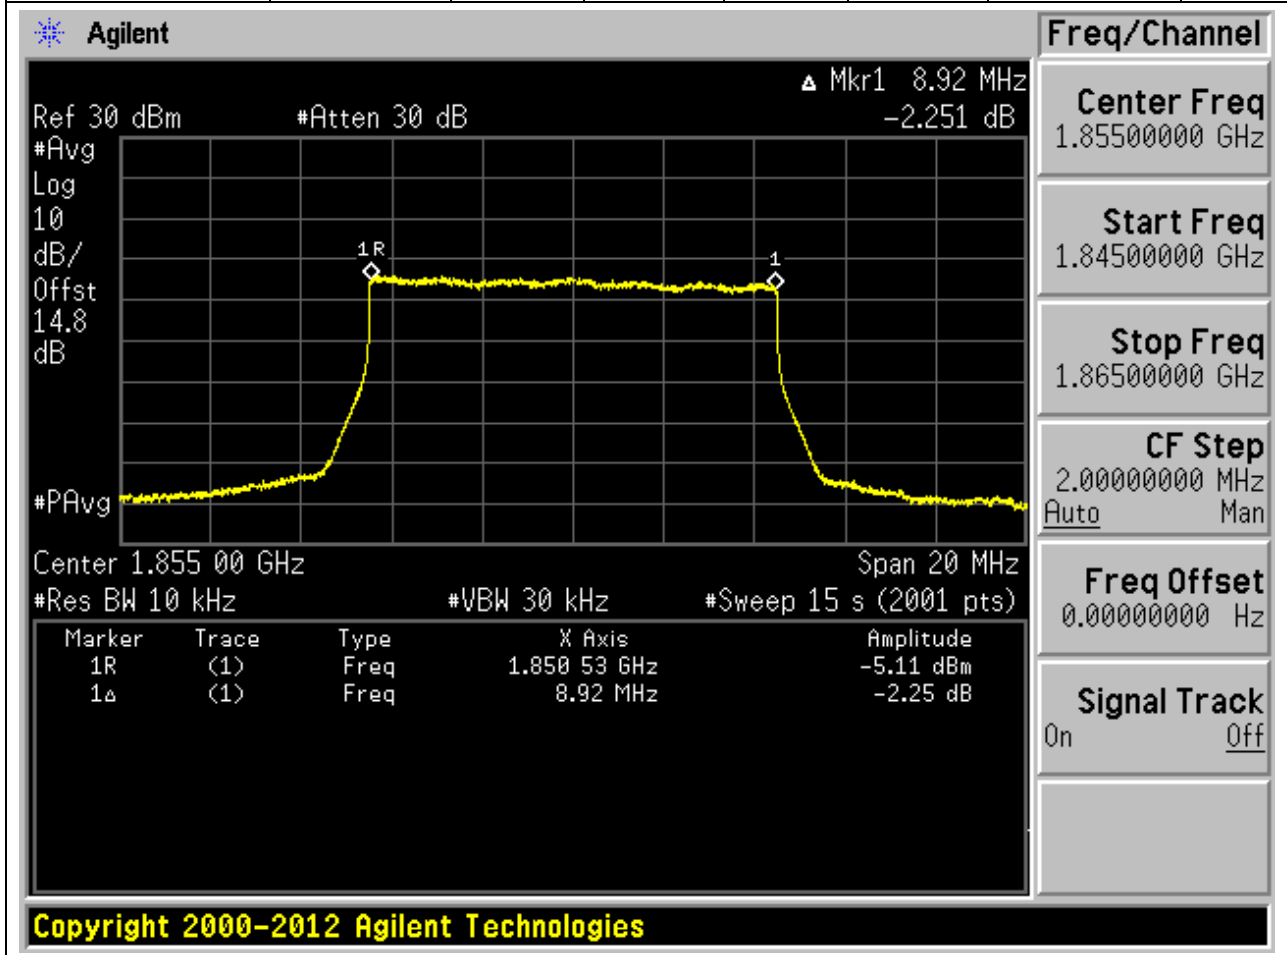 Agilent
Freq/Channel
Δ Mkr1 8.92 MHz
Ref 30 dBm #Atten 30 dB -2.251 dB
#Avg
Log
10
dB/
Offst
14.8
dB
#PAvg
1R
1
Center 1.855 00 GHz Span 20 MHz
#Res BW 10 kHz #VBW 30 kHz #Sweep 15 s (2001 pts)
Marker Trace Type X Axis Amplitude
1R (1) Freq 1.850 53 GHz -5.11 dBm
1Δ (1) Freq 8.92 MHz -2.25 dB
Center Freq
1.85500000 GHz
Start Freq
1.84500000 GHz
Stop Freq
1.86500000 GHz
CF Step
2.00000000 MHz
Auto Man
Freq Offset
0.00000000 Hz
Signal Track
On Off
Copyright 2000-2012 Agilent Technologies